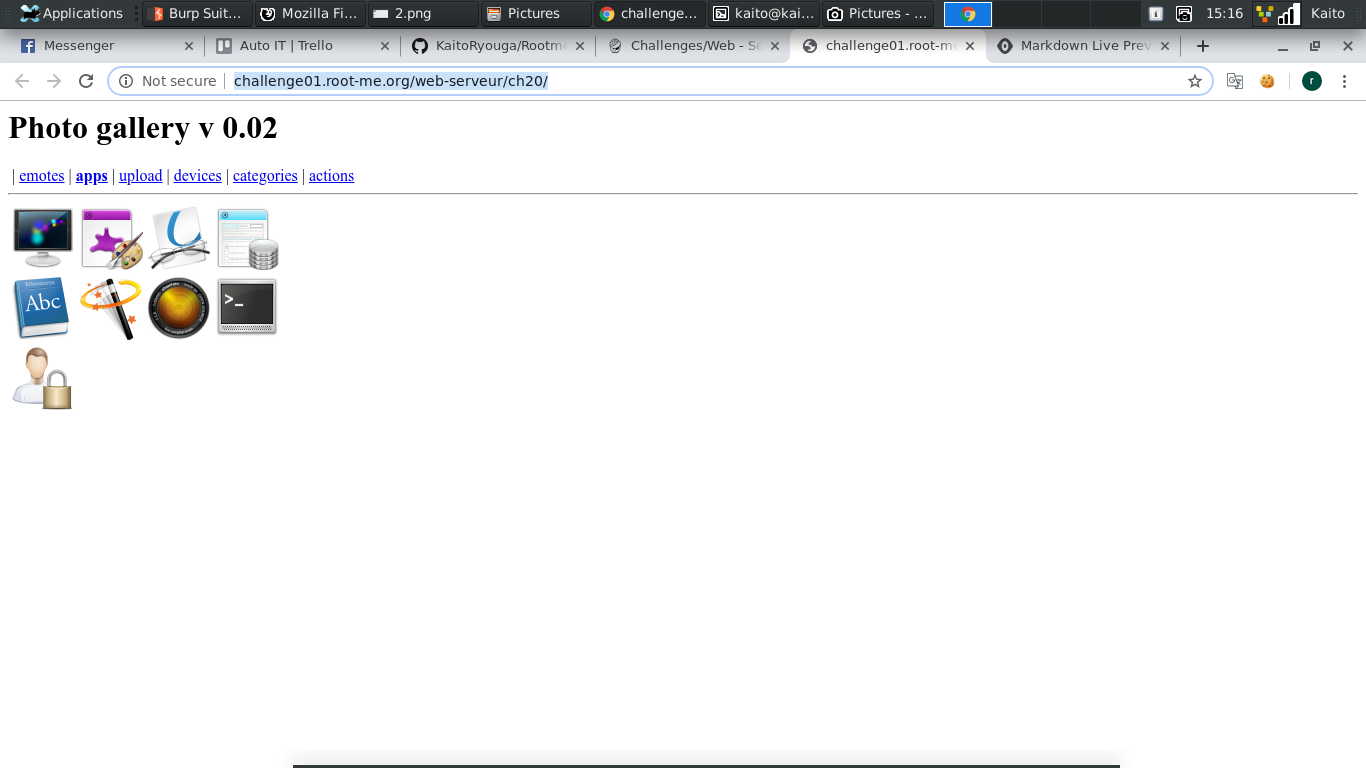 Applications Burp Suit... Mozilla Fi... 2.png Pictures challenge... kaito@kai... Pictures - ... 15:16 Kaito
Messenger Auto IT | Trello KaitoRyouga/Rootme Challenges/Web - Se challenge01.root-me Markdown Live Prev
Not secure challenge01.root-me.org/web-serveur/ch20/ r
Photo gallery v 0.02
| emotes | apps | upload | devices | categories | actions
Abc
>_